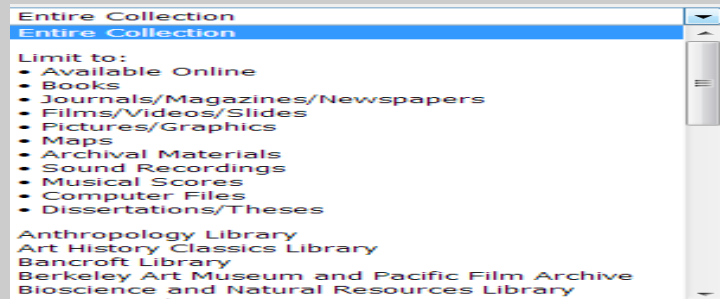 Entire Collection
Entire Collection
Limit to:
• Available Online
• Books
• Journals/Magazines/Newspapers
• Films/Videos/Slides
• Pictures/Graphics
• Maps
• Archival Materials
• Sound Recordings
• Musical Scores
• Computer Files
• Dissertations/Theses
Anthropology Library
Art History Classics Library
Bancroft Library
Berkeley Art Museum and Pacific Film Archive
Bioscience and Natural Resources Library